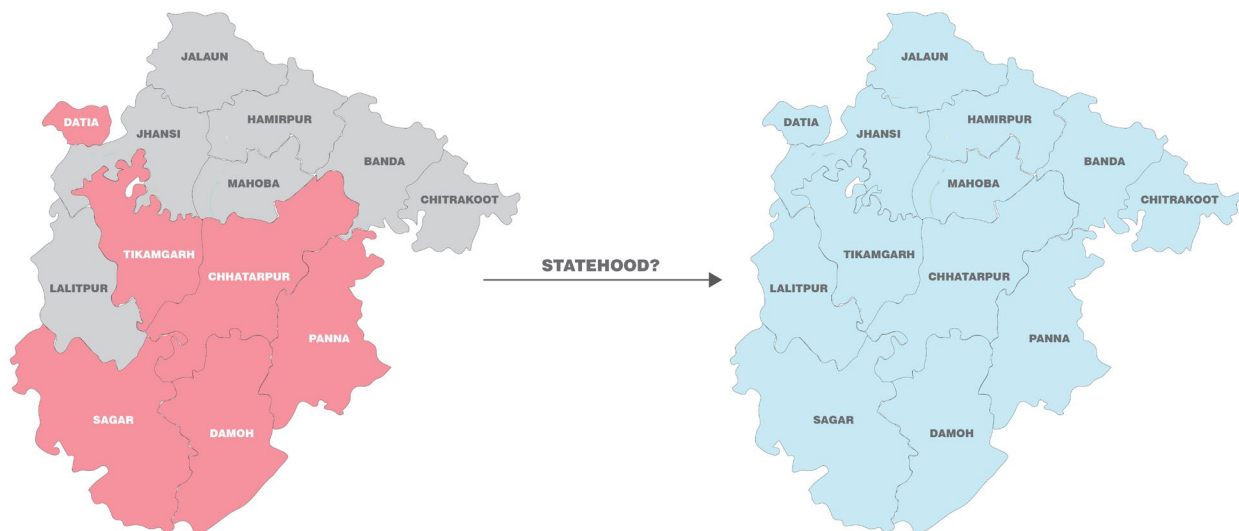 JALAUN
DATIA
JHANSI
HAMIRPUR
BANDA
MAHOBA
CHITRAKOOT
TIKAMGARH
CHHATARPUR
LALITPUR
PANNA
SAGAR
DAMOH
STATEHOOD?
JALAUN
DATIA
JHANSI
HAMIRPUR
BANDA
MAHOBA
CHITRAKOOT
TIKAMGARH
CHHATARPUR
LALITPUR
PANNA
SAGAR
DAMOH